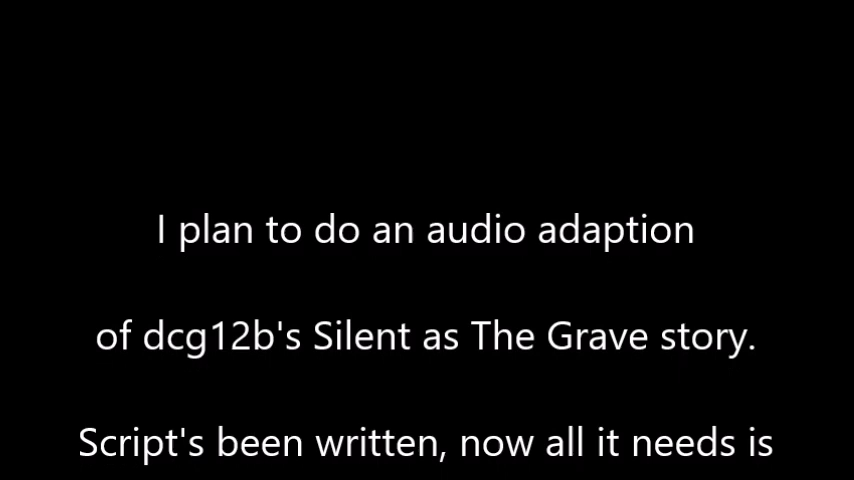 I plan to do an audio adaption
of dcg12b's Silent as The Grave story.
Script's been written, now all it needs is